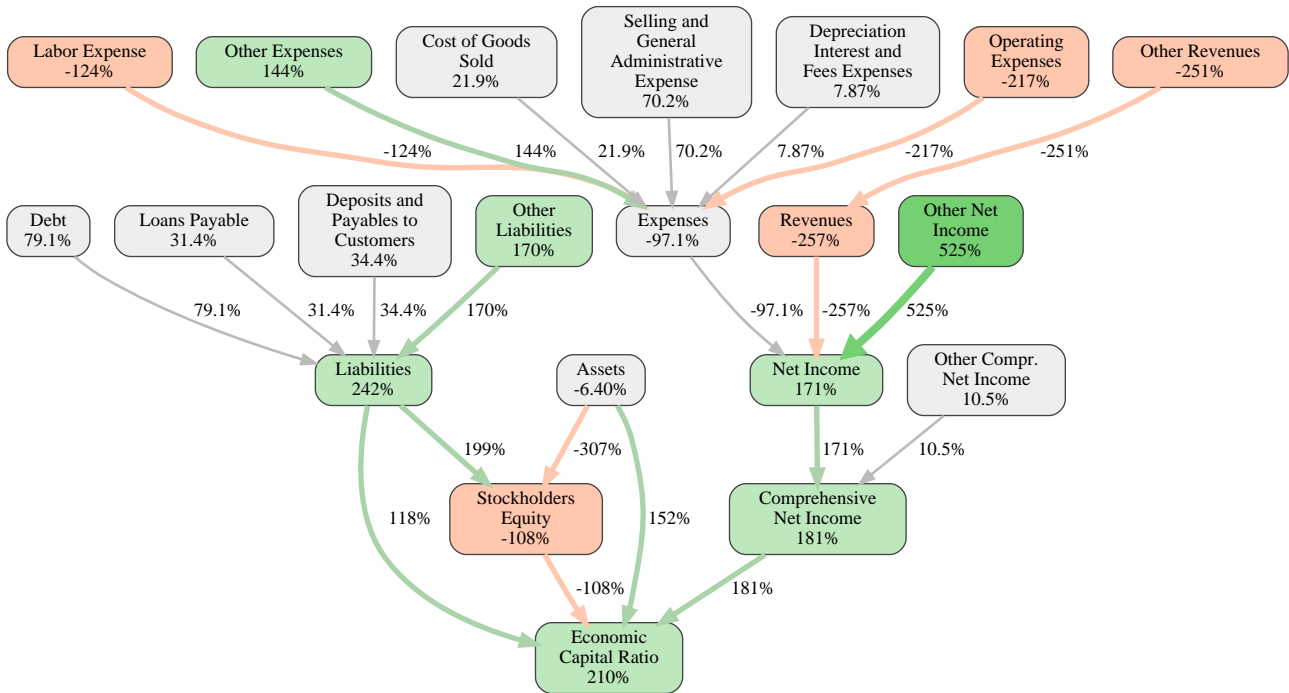 Labor Expense
-124%
Other Expenses
144%
Cost of Goods
Sold
21.9%
Selling and
General
Administrative
Expense
70.2%
Depreciation
Interest and
Fees Expenses
7.87%
Operating
Expenses
-217%
Other Revenues
-251%
-124%
144%
21.9%
70.2%
7.87%
-217%
-251%
Debt
79.1%
Loans Payable
31.4%
Deposits and
Payables to
Customers
34.4%
Other
Liabilities
170%
Expenses
-97.1%
Revenues
-257%
Other Net
Income
525%
79.1%
31.4%
34.4%
170%
-97.1%
-257%
525%
Liabilities
242%
Assets
-6.40%
Net Income
171%
Other Compr.
Net Income
10.5%
199%
-307%
171%
10.5%
118%
Stockholders
Equity
-108%
152%
Comprehensive
Net Income
181%
-108%
181%
Economic
Capital Ratio
210%